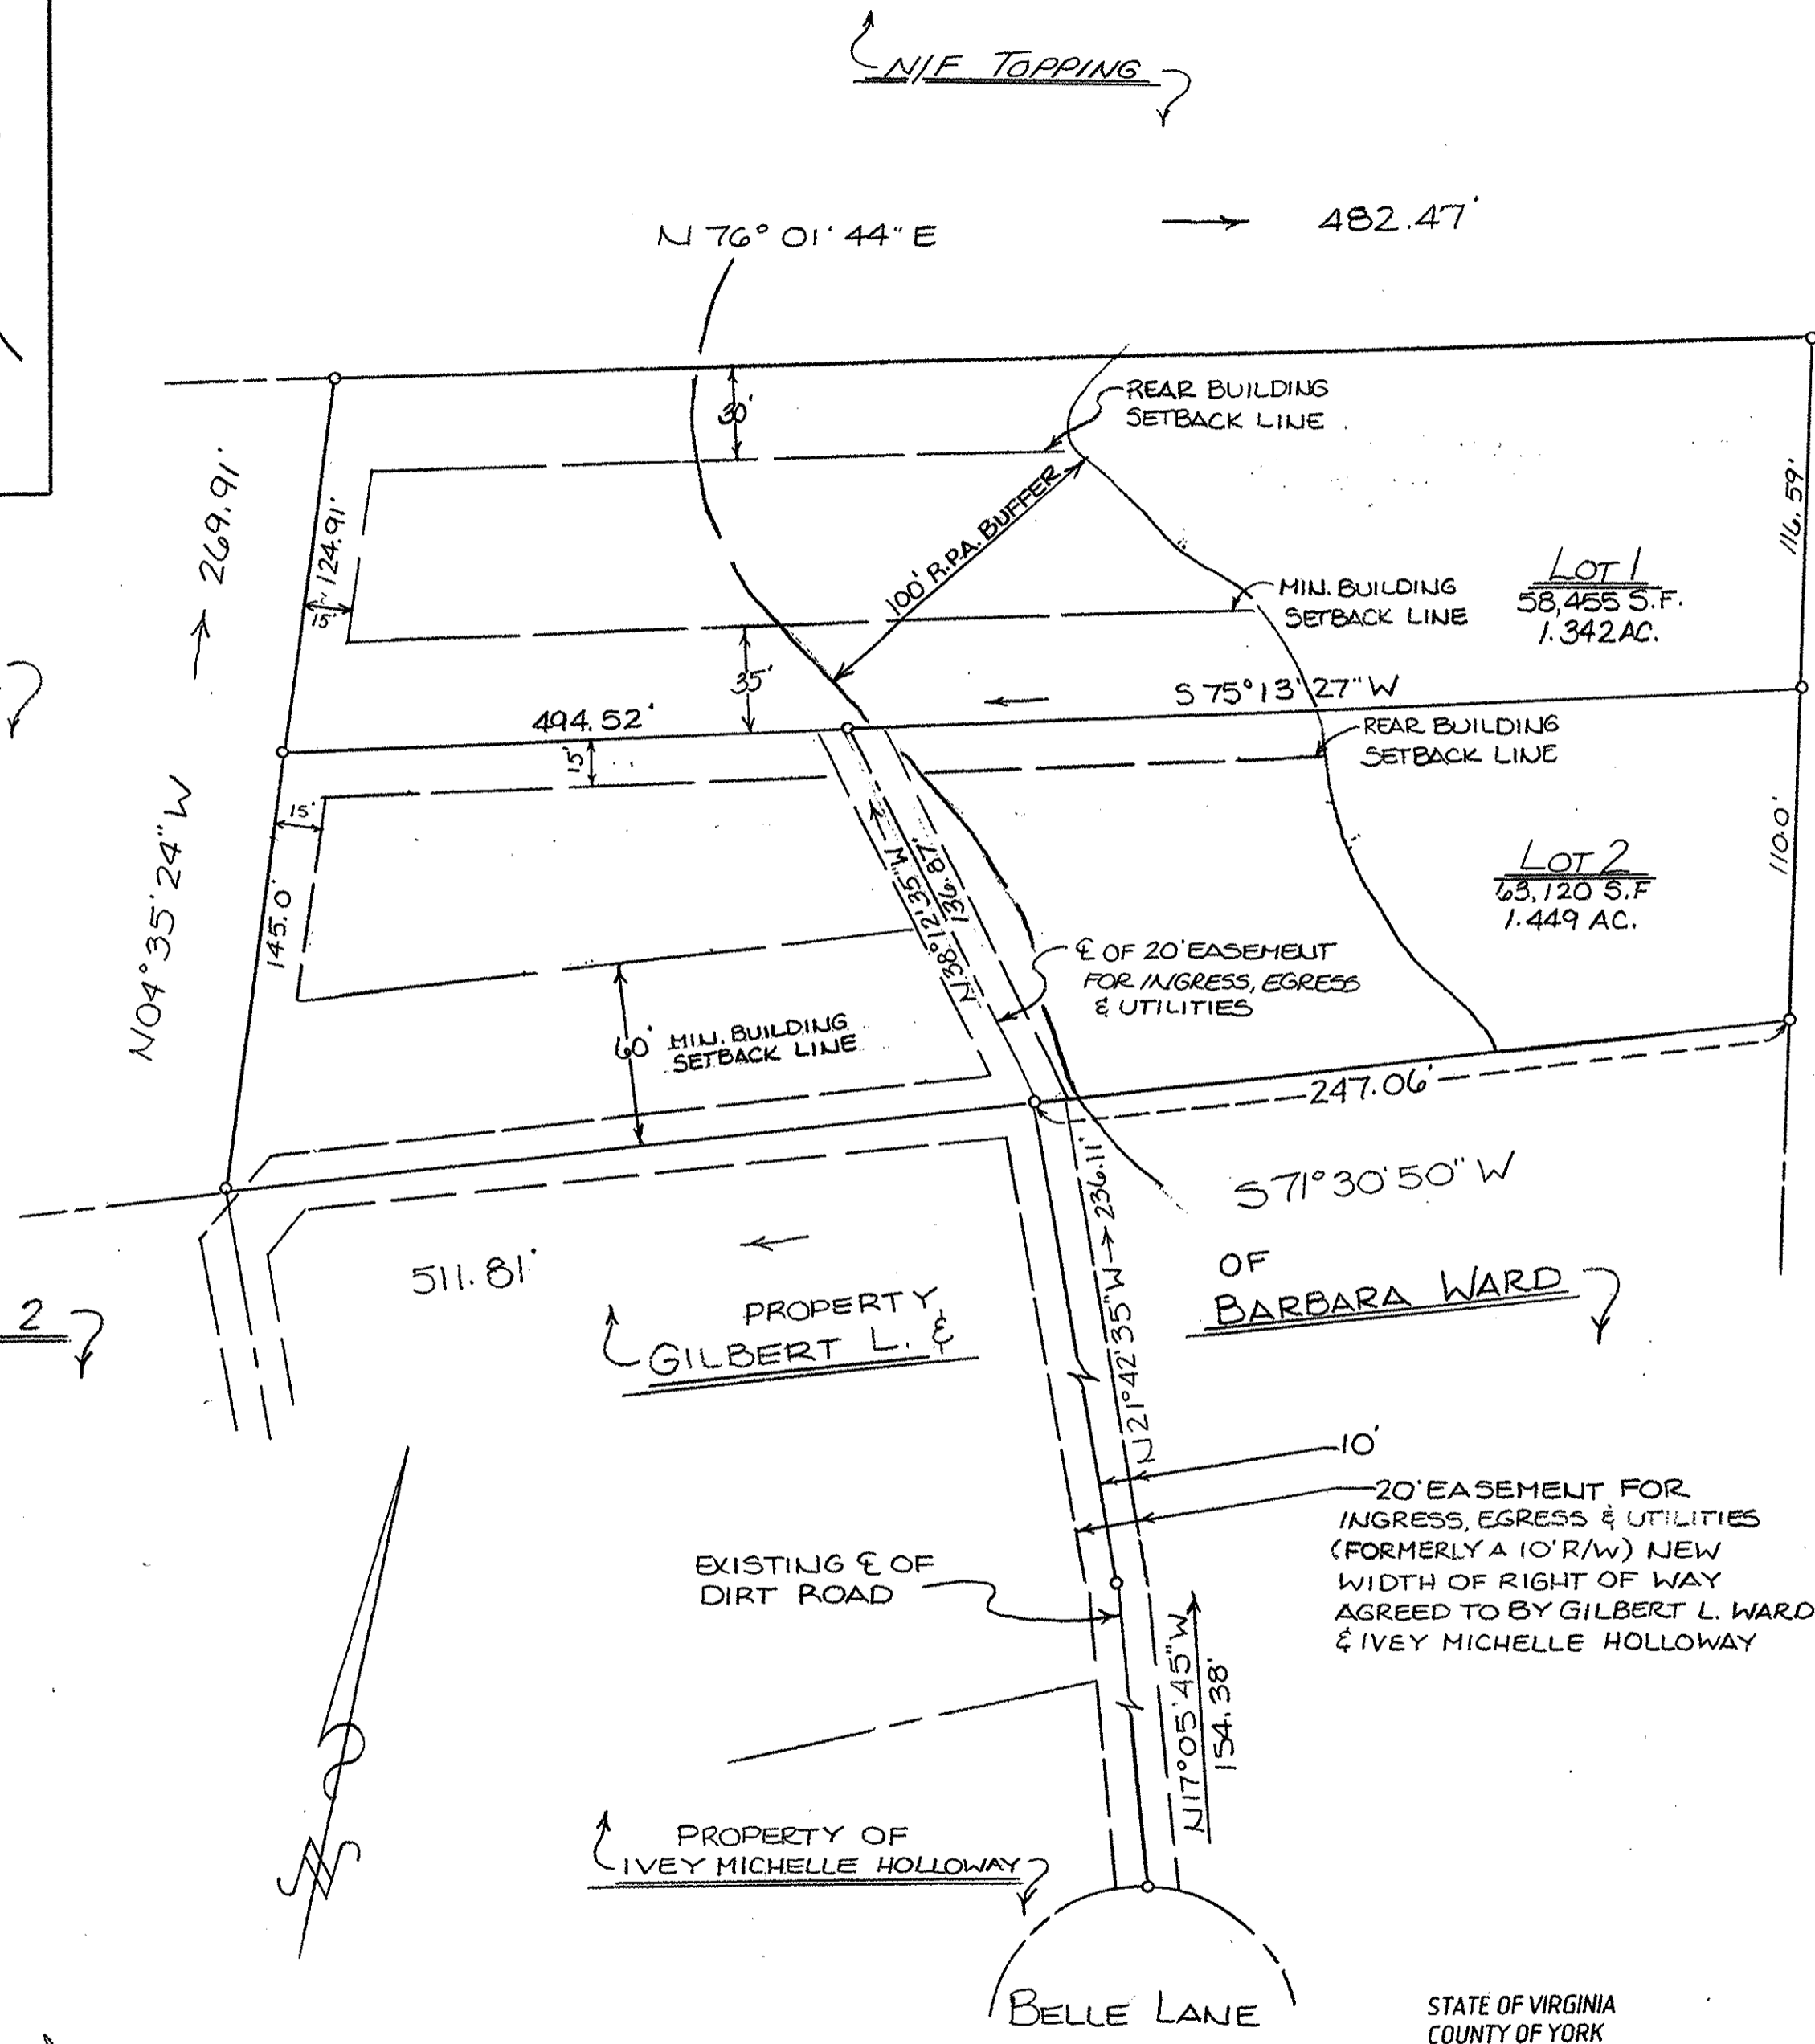 N/F TOPPING
N 76° 01' 44" E
482.47'
30'
REAR BUILDING
SETBACK LINE
N04° 35' 24" W
269.91'
124.91'
15'
100' R.P.A. BUFFER
MIN. BUILDING
SETBACK LINE
LOT 1
58,455 S.F.
1.342 AC.
116.59'
35'
494.52'
S 75° 13' 27" W
15'
REAR BUILDING
SETBACK LINE
15'
145.0'
N38° 12' 35" W
136.87'
LOT 2
63,120 S.F
1.449 AC.
110.0'
℄ OF 20' EASEMENT
FOR INGRESS, EGRESS
& UTILITIES
60' MIN. BUILDING
SETBACK LINE
247.06'
S 71° 30' 50" W
511.81'
2
PROPERTY
GILBERT L. &
OF
BARBARA WARD
N21° 42' 35" W → 236.11'
10'
20' EASEMENT FOR
INGRESS, EGRESS & UTILITIES
(FORMERLY A 10' R/W) NEW
WIDTH OF RIGHT OF WAY
AGREED TO BY GILBERT L. WARD
& IVEY MICHELLE HOLLOWAY
EXISTING ℄ OF
DIRT ROAD
N17° 05' 45" W
154.38'
PROPERTY OF
IVEY MICHELLE HOLLOWAY
N
BELLE LANE
STATE OF VIRGINIA
COUNTY OF YORK